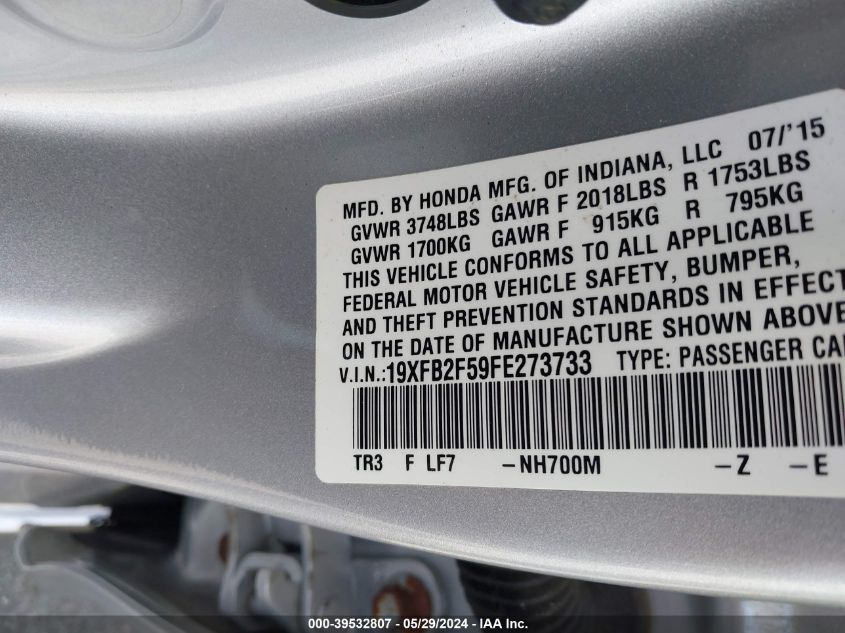 MFD. BY HONDA MFG. OF INDIANA, LLC 07/'15
GVWR 3748LBS GAWR F 2018LBS R 1753LBS
GVWR 1700KG GAWR F 915KG R 795KG
THIS VEHICLE CONFORMS TO ALL APPLICABLE
FEDERAL MOTOR VEHICLE SAFETY, BUMPER,
AND THEFT PREVENTION STANDARDS IN EFFECT
ON THE DATE OF MANUFACTURE SHOWN ABOVE
V.I.N.:19XFB2F59FE273733 TYPE: PASSENGER CA
TR3 F LF7 -NH700M -Z -E
000-39532807 - 05/29/2024 - IAA Inc.